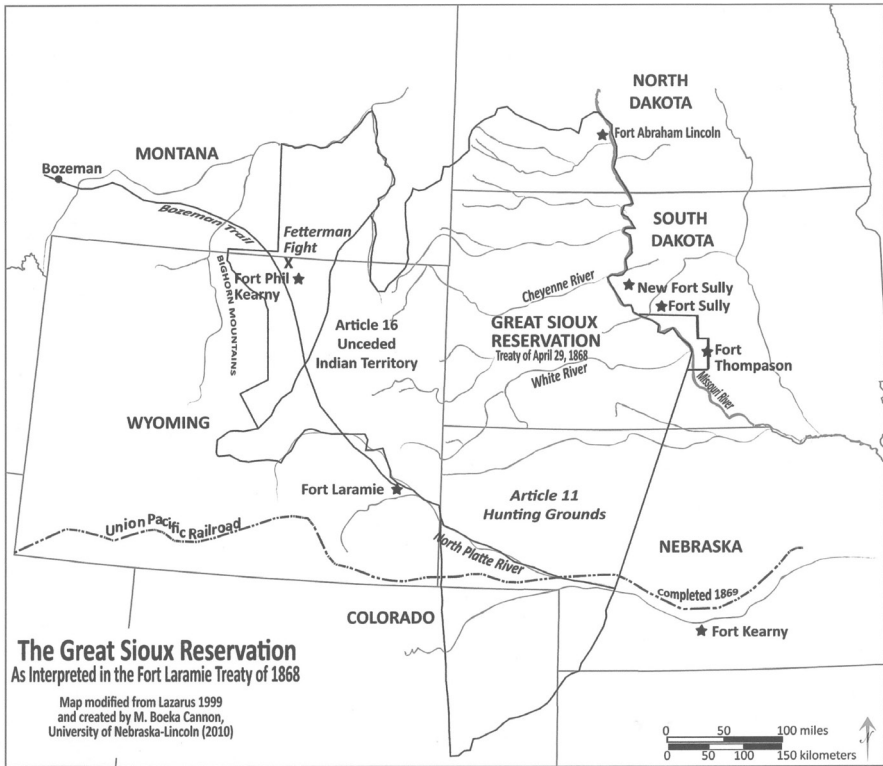 NORTH
DAKOTA
Fort Abraham Lincoln
MONTANA
Bozeman
Bozeman Trail
Fetterman
Fight
X
Fort Phil
Kearny
BIGHORN MOUNTAINS
SOUTH
DAKOTA
Cheyenne River
New Fort Sully
Fort Sully
GREAT SIOUX
RESERVATION
Treaty of April 29, 1868
White River
Fort
Thompason
Missouri River
Article 16
Unceded
Indian Territory
WYOMING
Fort Laramie
Article 11
Hunting Grounds
Union Pacific Railroad
North Platte River
NEBRASKA
Completed 1869
COLORADO
Fort Kearny
The Great Sioux Reservation
As Interpreted in the Fort Laramie Treaty of 1868
Map modified from Lazarus 1999
and created by M. Boeka Cannon,
University of Nebraska-Lincoln (2010)
0 50 100 miles
0 50 100 150 kilometers
N